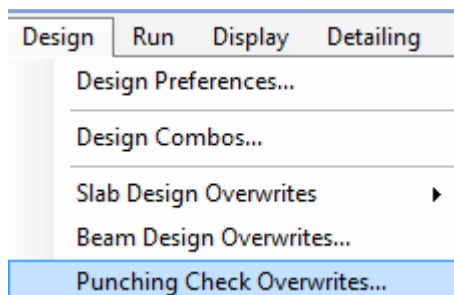 Design Run Display Detailing
Design Preferences...
Design Combos...
Slab Design Overwrites
Beam Design Overwrites...
Punching Check Overwrites...